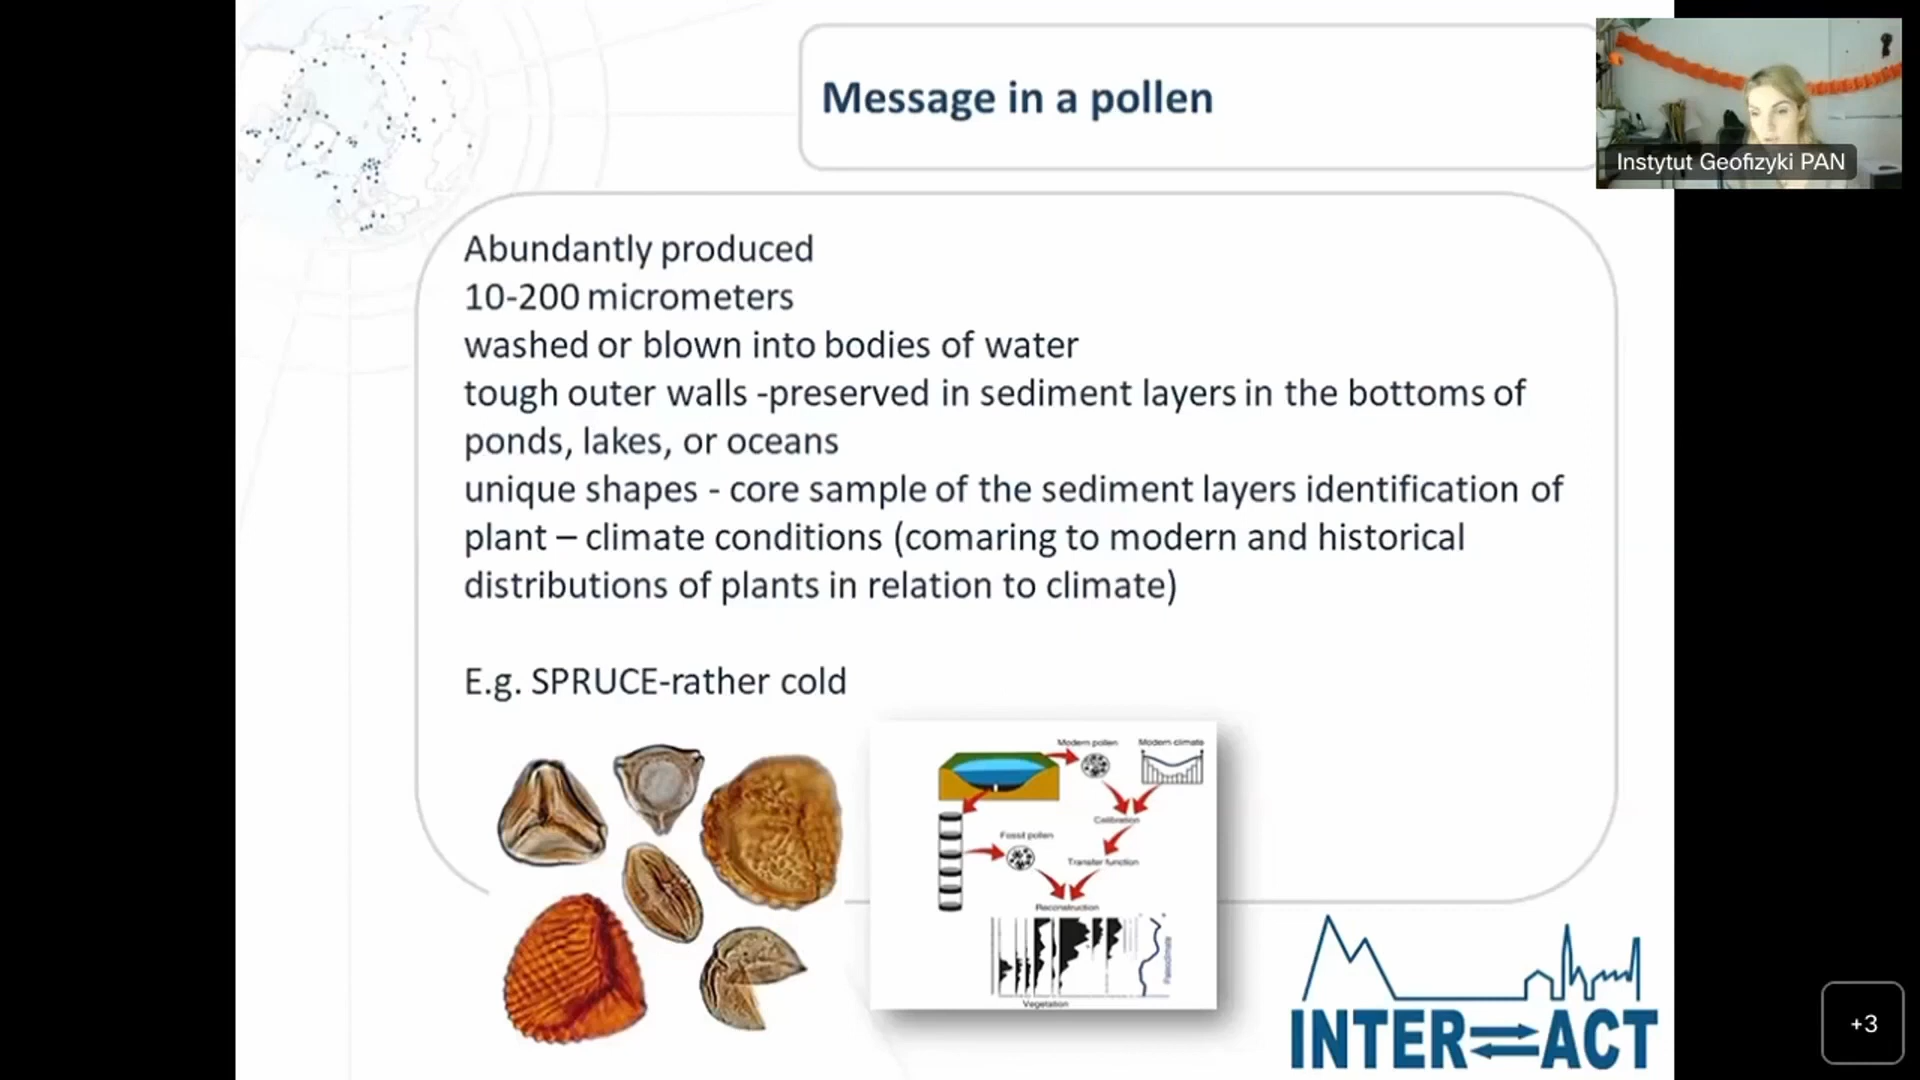 Message in a pollen
Instytut Geofizyki PAN
Abundantly produced
10-200 micrometers
washed or blown into bodies of water
tough outer walls -preserved in sediment layers in the bottoms of
ponds, lakes, or oceans
unique shapes - core sample of the sediment layers identification of
plant – climate conditions (comaring to modern and historical
distributions of plants in relation to climate)
E.g. SPRUCE-rather cold
Modern pollen
Modern climate
Calibration
Fossil pollen
Transfer function
Reconstruction
Paleoclimate
Vegetation
INTER ACT
+3